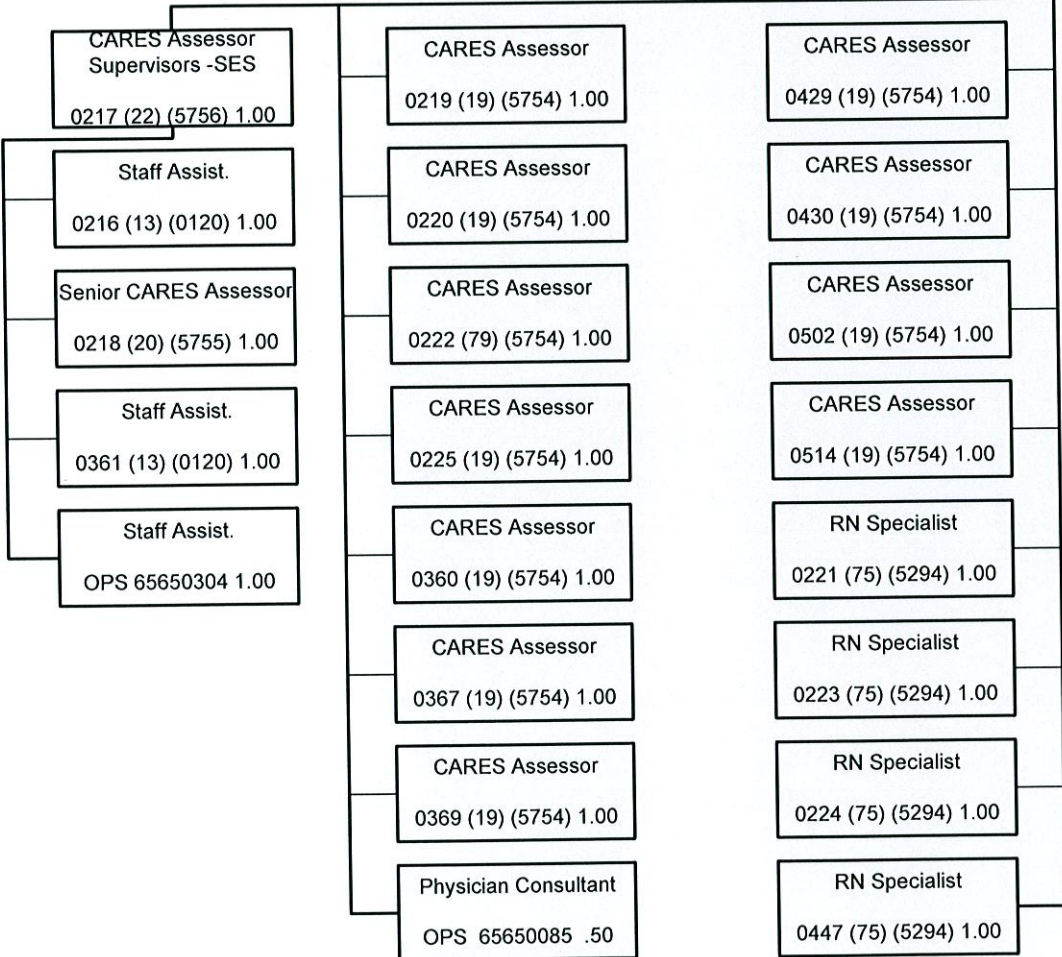 CARES Assessor
Supervisors -SES
0217 (22) (5756) 1.00
Staff Assist.
0216 (13) (0120) 1.00
Senior CARES Assessor
0218 (20) (5755) 1.00
Staff Assist.
0361 (13) (0120) 1.00
Staff Assist.
OPS 65650304 1.00
CARES Assessor
0219 (19) (5754) 1.00
CARES Assessor
0220 (19) (5754) 1.00
CARES Assessor
0222 (79) (5754) 1.00
CARES Assessor
0225 (19) (5754) 1.00
CARES Assessor
0360 (19) (5754) 1.00
CARES Assessor
0367 (19) (5754) 1.00
CARES Assessor
0369 (19) (5754) 1.00
Physician Consultant
OPS 65650085 .50
CARES Assessor
0429 (19) (5754) 1.00
CARES Assessor
0430 (19) (5754) 1.00
CARES Assessor
0502 (19) (5754) 1.00
CARES Assessor
0514 (19) (5754) 1.00
RN Specialist
0221 (75) (5294) 1.00
RN Specialist
0223 (75) (5294) 1.00
RN Specialist
0224 (75) (5294) 1.00
RN Specialist
0447 (75) (5294) 1.00